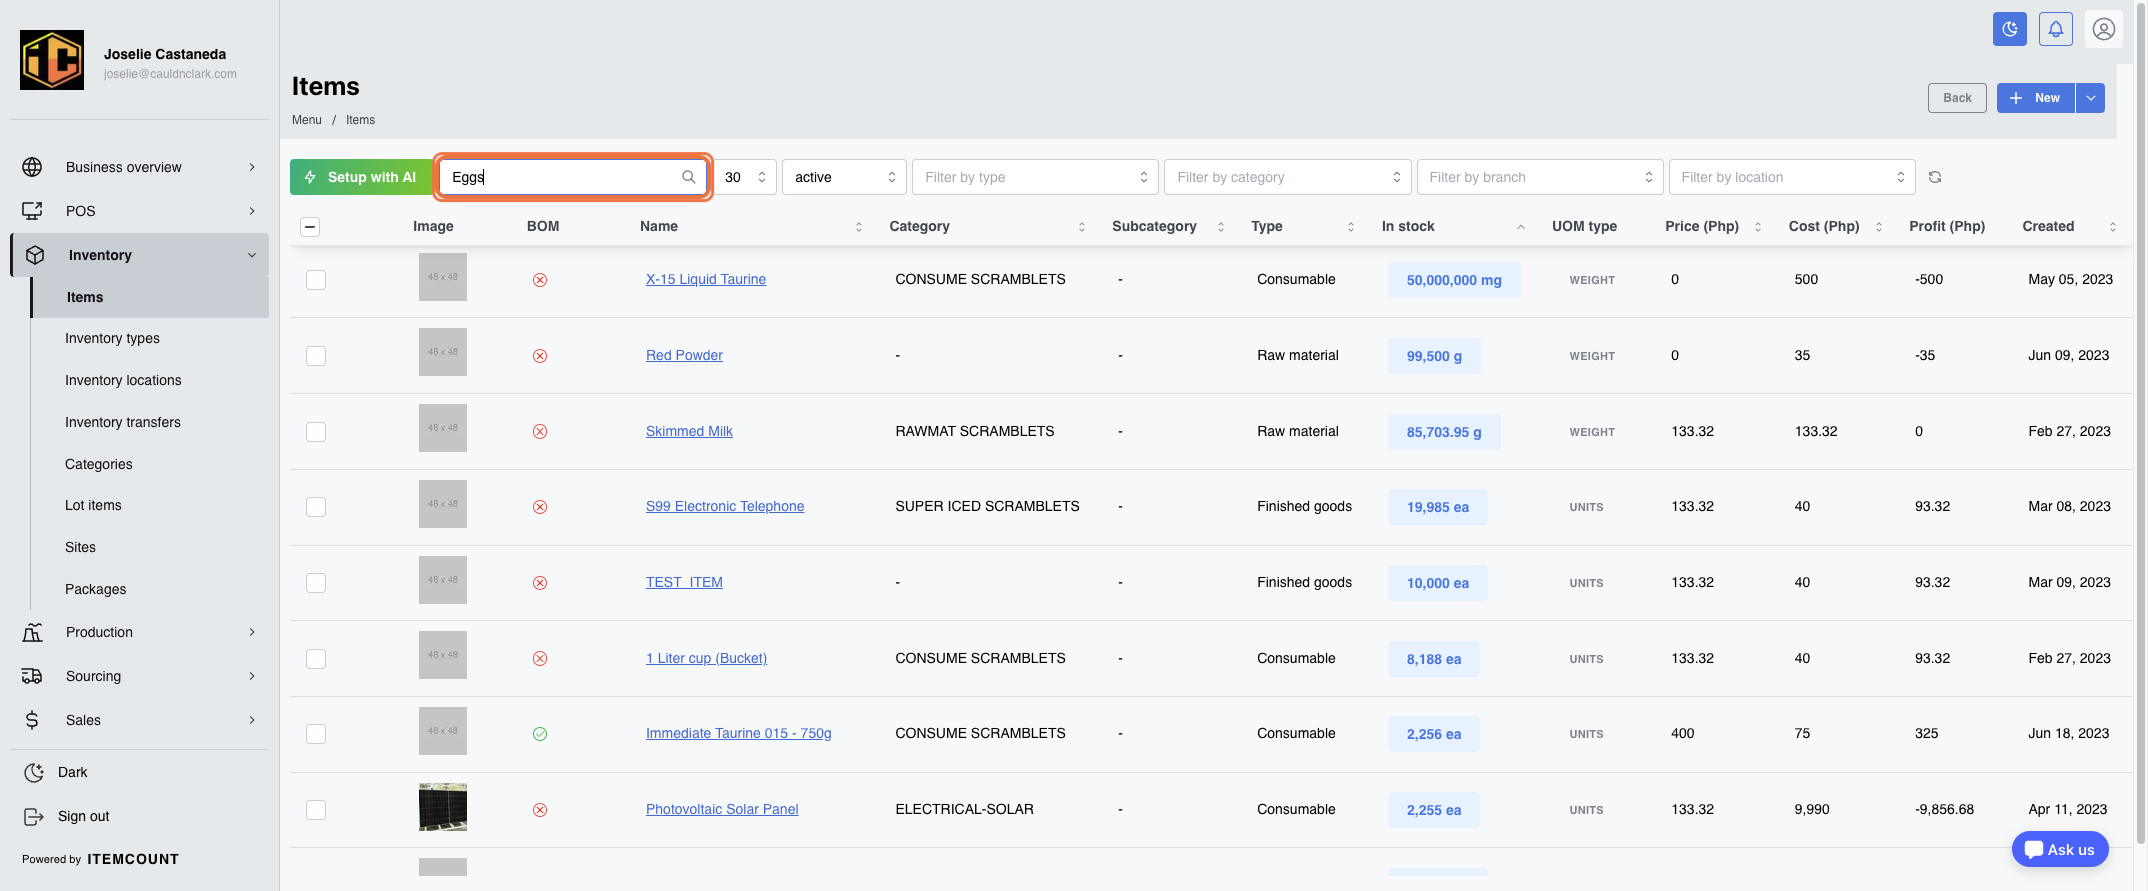 Joselie Castaneda
joselie@cauldnclark.com
Business overview
POS
Inventory
Items
Inventory types
Inventory locations
Inventory transfers
Categories
Lot items
Sites
Packages
Production
Sourcing
Sales
Dark
Sign out
Powered by ITEMCOUNT
Items
Menu / Items
Back
New
Setup with AI Eggs 30 active Filter by type Filter by category Filter by branch Filter by location
Image BOM Name Category Subcategory Type In stock UOM type Price (Php) Cost (Php) Profit (Php) Created
48 x 48 X-15 Liquid Taurine CONSUME SCRAMBLETS - Consumable 50,000,000 mg WEIGHT 0 500 -500 May 05, 2023
48 x 48 Red Powder - - Raw material 99,500 g WEIGHT 0 35 -35 Jun 09, 2023
48 x 48 Skimmed Milk RAWMAT SCRAMBLETS - Raw material 85,703.95 g WEIGHT 133.32 133.32 0 Feb 27, 2023
48 x 48 S99 Electronic Telephone SUPER ICED SCRAMBLETS - Finished goods 19,985 ea UNITS 133.32 40 93.32 Mar 08, 2023
48 x 48 TEST_ITEM - - Finished goods 10,000 ea UNITS 133.32 40 93.32 Mar 09, 2023
48 x 48 1 Liter cup (Bucket) CONSUME SCRAMBLETS - Consumable 8,188 ea UNITS 133.32 40 93.32 Feb 27, 2023
48 x 48 Immediate Taurine 015 - 750g CONSUME SCRAMBLETS - Consumable 2,256 ea UNITS 400 75 325 Jun 18, 2023
Photovoltaic Solar Panel ELECTRICAL-SOLAR - Consumable 2,255 ea UNITS 133.32 9,990 -9,856.68 Apr 11, 2023
Ask us